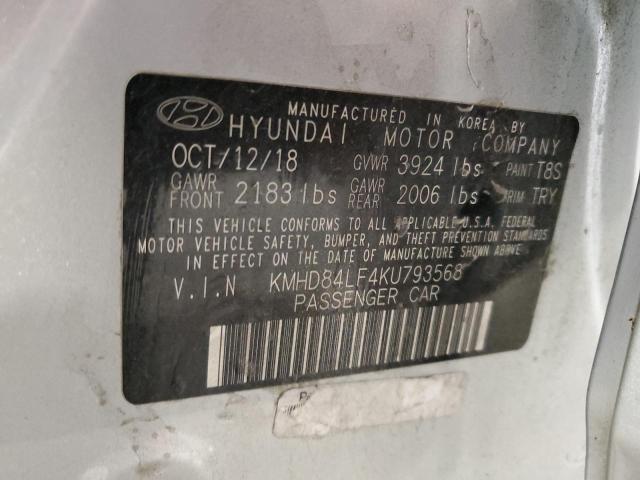 MANUFACTURED IN KOREA BY
HYUNDAI MOTOR COMPANY
OCT/12/18 GVWR 3924 lbs PAINT T8S
GAWR FRONT 2183 lbs GAWR REAR 2006 lbs TRIM TRY
THIS VEHICLE CONFORMS TO ALL APPLICABLE U.S.A. FEDERAL
MOTOR VEHICLE SAFETY, BUMPER, AND THEFT PREVENTION STANDARDS
IN EFFECT ON THE DATE OF MANUFACTURE SHOWN ABOVE.
V.I.N KMHD84LF4KU793568
PASSENGER CAR